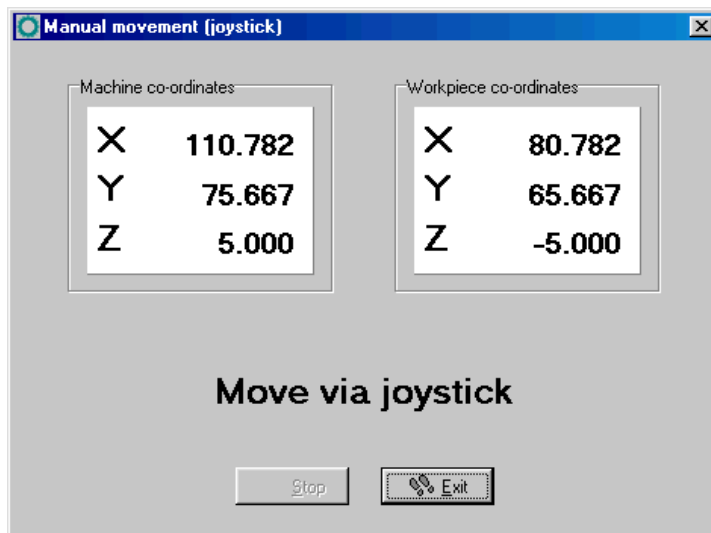 Manual movement (joystick)
Machine co-ordinates
X 110.782
Y 75.667
Z 5.000
Workpiece co-ordinates
X 80.782
Y 65.667
Z -5.000
Move via joystick
Stop
Exit